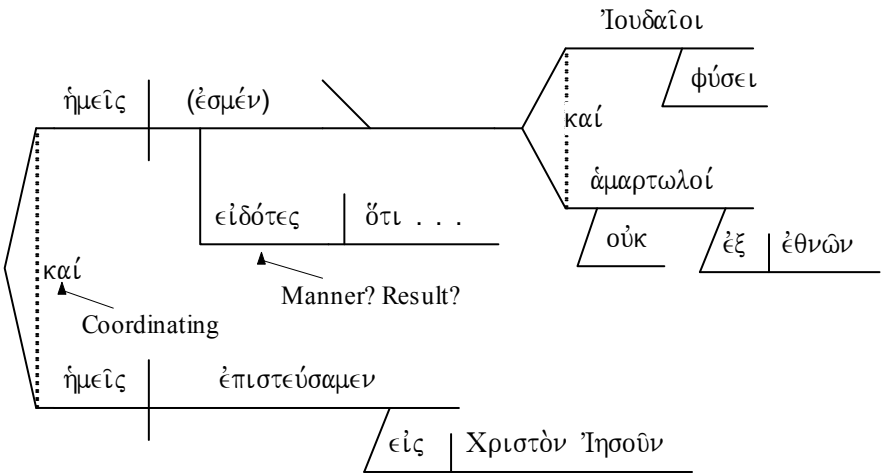 Ἰουδαῖοι
φύσει
ἡμεῖς (ἐσμέν)
καί
ἁμαρτωλοί
εἰδότες ὅτι . . .
οὐκ
ἐξ ἐθνῶν
καί
Manner? Result?
Coordinating
ἡμεῖς ἐπιστεύσαμεν
εἰς Χριστὸν Ἰησοῦν